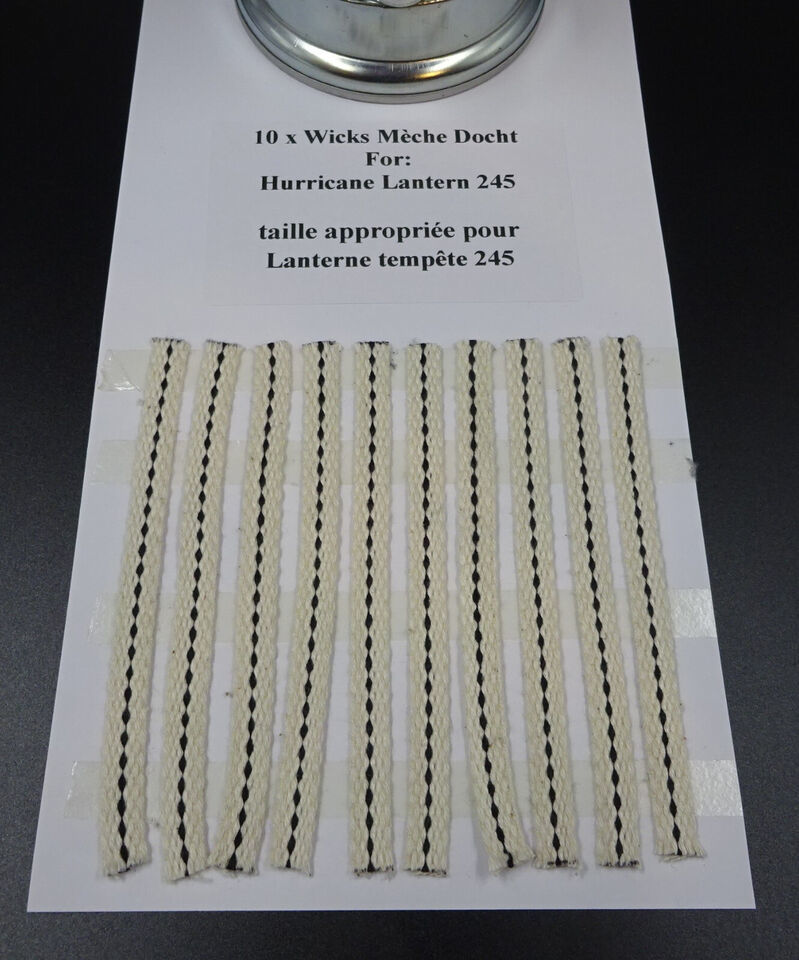 10 x Wicks Mèche Docht
For:
Hurricane Lantern 245
taille appropriée pour
Lanterne tempête 245